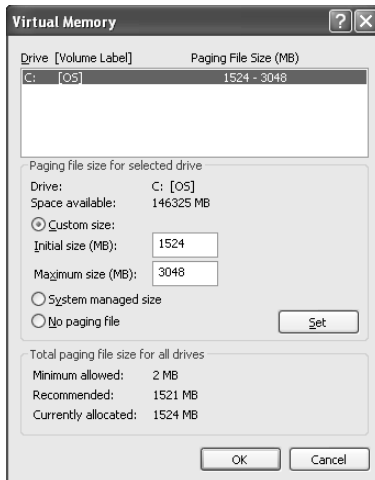 Virtual Memory
Drive [Volume Label] Paging File Size (MB)
C: [OS] 1524 - 3048
Paging file size for selected drive
Drive: C: [OS]
Space available: 146325 MB
Custom size:
Initial size (MB): 1524
Maximum size (MB): 3048
System managed size
No paging file Set
Total paging file size for all drives
Minimum allowed: 2 MB
Recommended: 1521 MB
Currently allocated: 1524 MB
OK Cancel